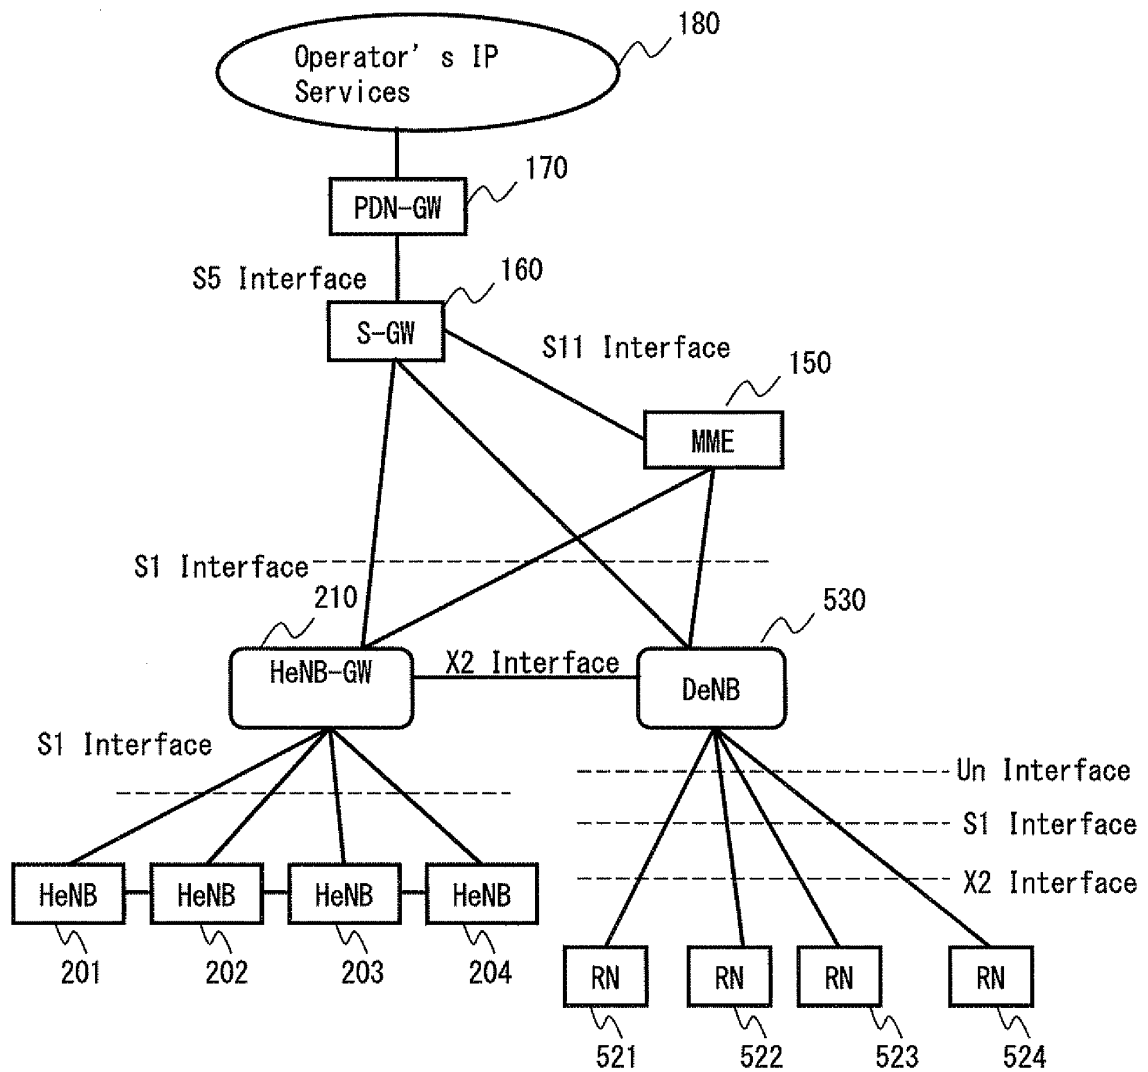 180
Operator's IP
Services
170
PDN-GW
S5 Interface
160
S-GW
S11 Interface
150
MME
S1 Interface
210
530
HeNB-GW
X2 Interface
DeNB
S1 Interface
Un Interface
S1 Interface
X2 Interface
HeNB HeNB HeNB HeNB
201 202 203 204
RN RN RN RN
521 522 523 524